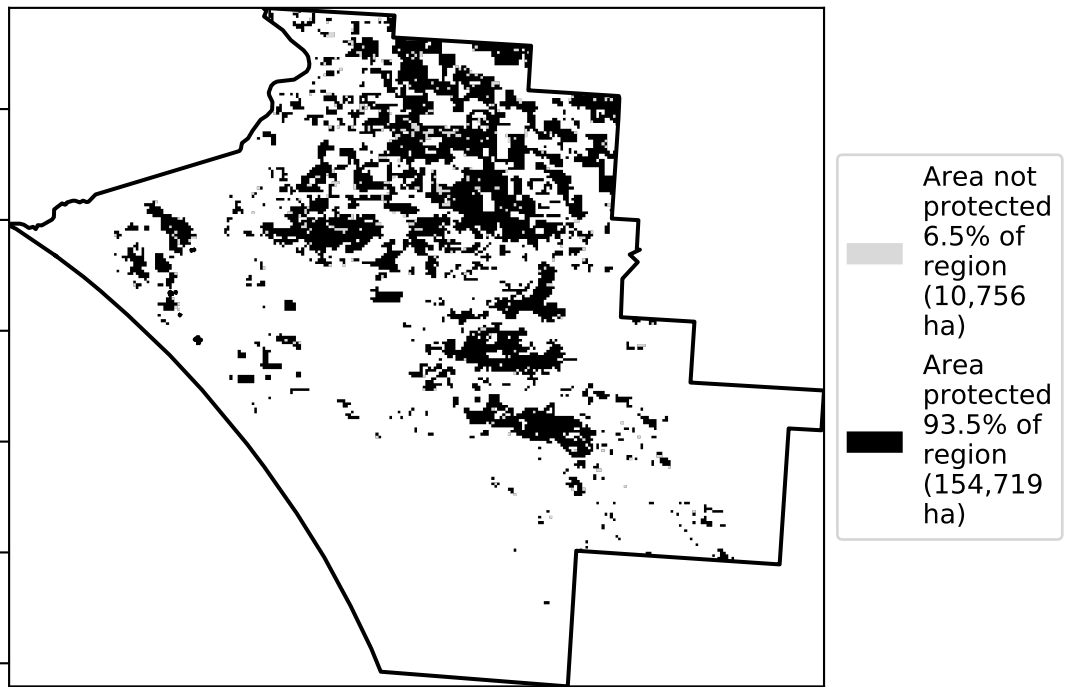 Area not
protected
6.5% of
region
(10,756
ha)
Area
protected
93.5% of
region
(154,719
ha)